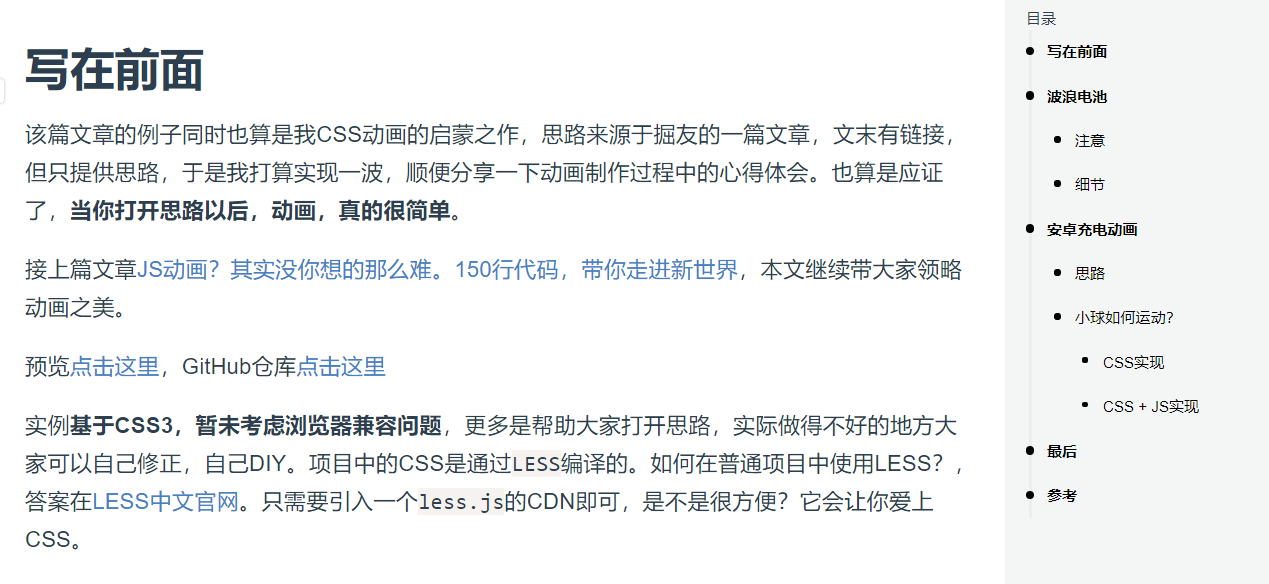 写在前面
该篇文章的例子同时也算是我CSS动画的启蒙之作，思路来源于掘友的一篇文章，文末有链接，
但只提供思路，于是我打算实现一波，顺便分享一下动画制作过程中的心得体会。也算是应证
了，当你打开思路以后，动画，真的很简单。
接上篇文章JS动画？其实没你想的那么难。150行代码，带你走进新世界，本文继续带大家领略
动画之美。
预览点击这里，GitHub仓库点击这里
实例基于CSS3，暂未考虑浏览器兼容问题，更多是帮助大家打开思路，实际做得不好的地方大
家可以自己修正，自己DIY。项目中的CSS是通过LESS编译的。如何在普通项目中使用LESS？，
答案在LESS中文官网。只需要引入一个less.js的CDN即可，是不是很方便？它会让你爱上
CSS。
目录
写在前面
波浪电池
注意
细节
安卓充电动画
思路
小球如何运动？
CSS实现
CSS + JS实现
最后
参考